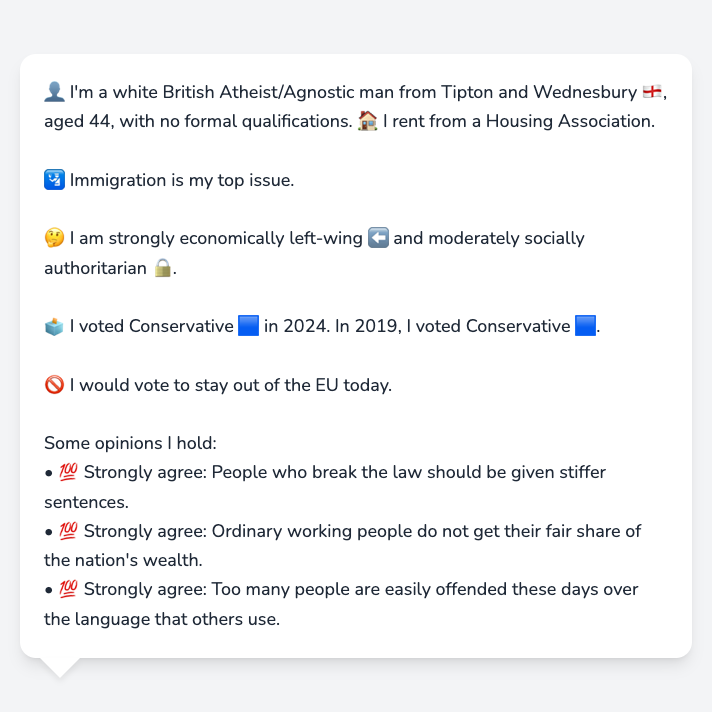 👤 I'm a white British Atheist/Agnostic man from Tipton and Wednesbury 🏴󠁧󠁢󠁥󠁮󠁧󠁿,
aged 44, with no formal qualifications. 🏠 I rent from a Housing Association.
🛂 Immigration is my top issue.
🤔 I am strongly economically left-wing ⬅️ and moderately socially
authoritarian 🔒.
🗳️ I voted Conservative 🟦 in 2024. In 2019, I voted Conservative 🟦.
🚫 I would vote to stay out of the EU today.
Some opinions I hold:
• 💯 Strongly agree: People who break the law should be given stiffer
sentences.
• 💯 Strongly agree: Ordinary working people do not get their fair share of
the nation's wealth.
• 💯 Strongly agree: Too many people are easily offended these days over
the language that others use.